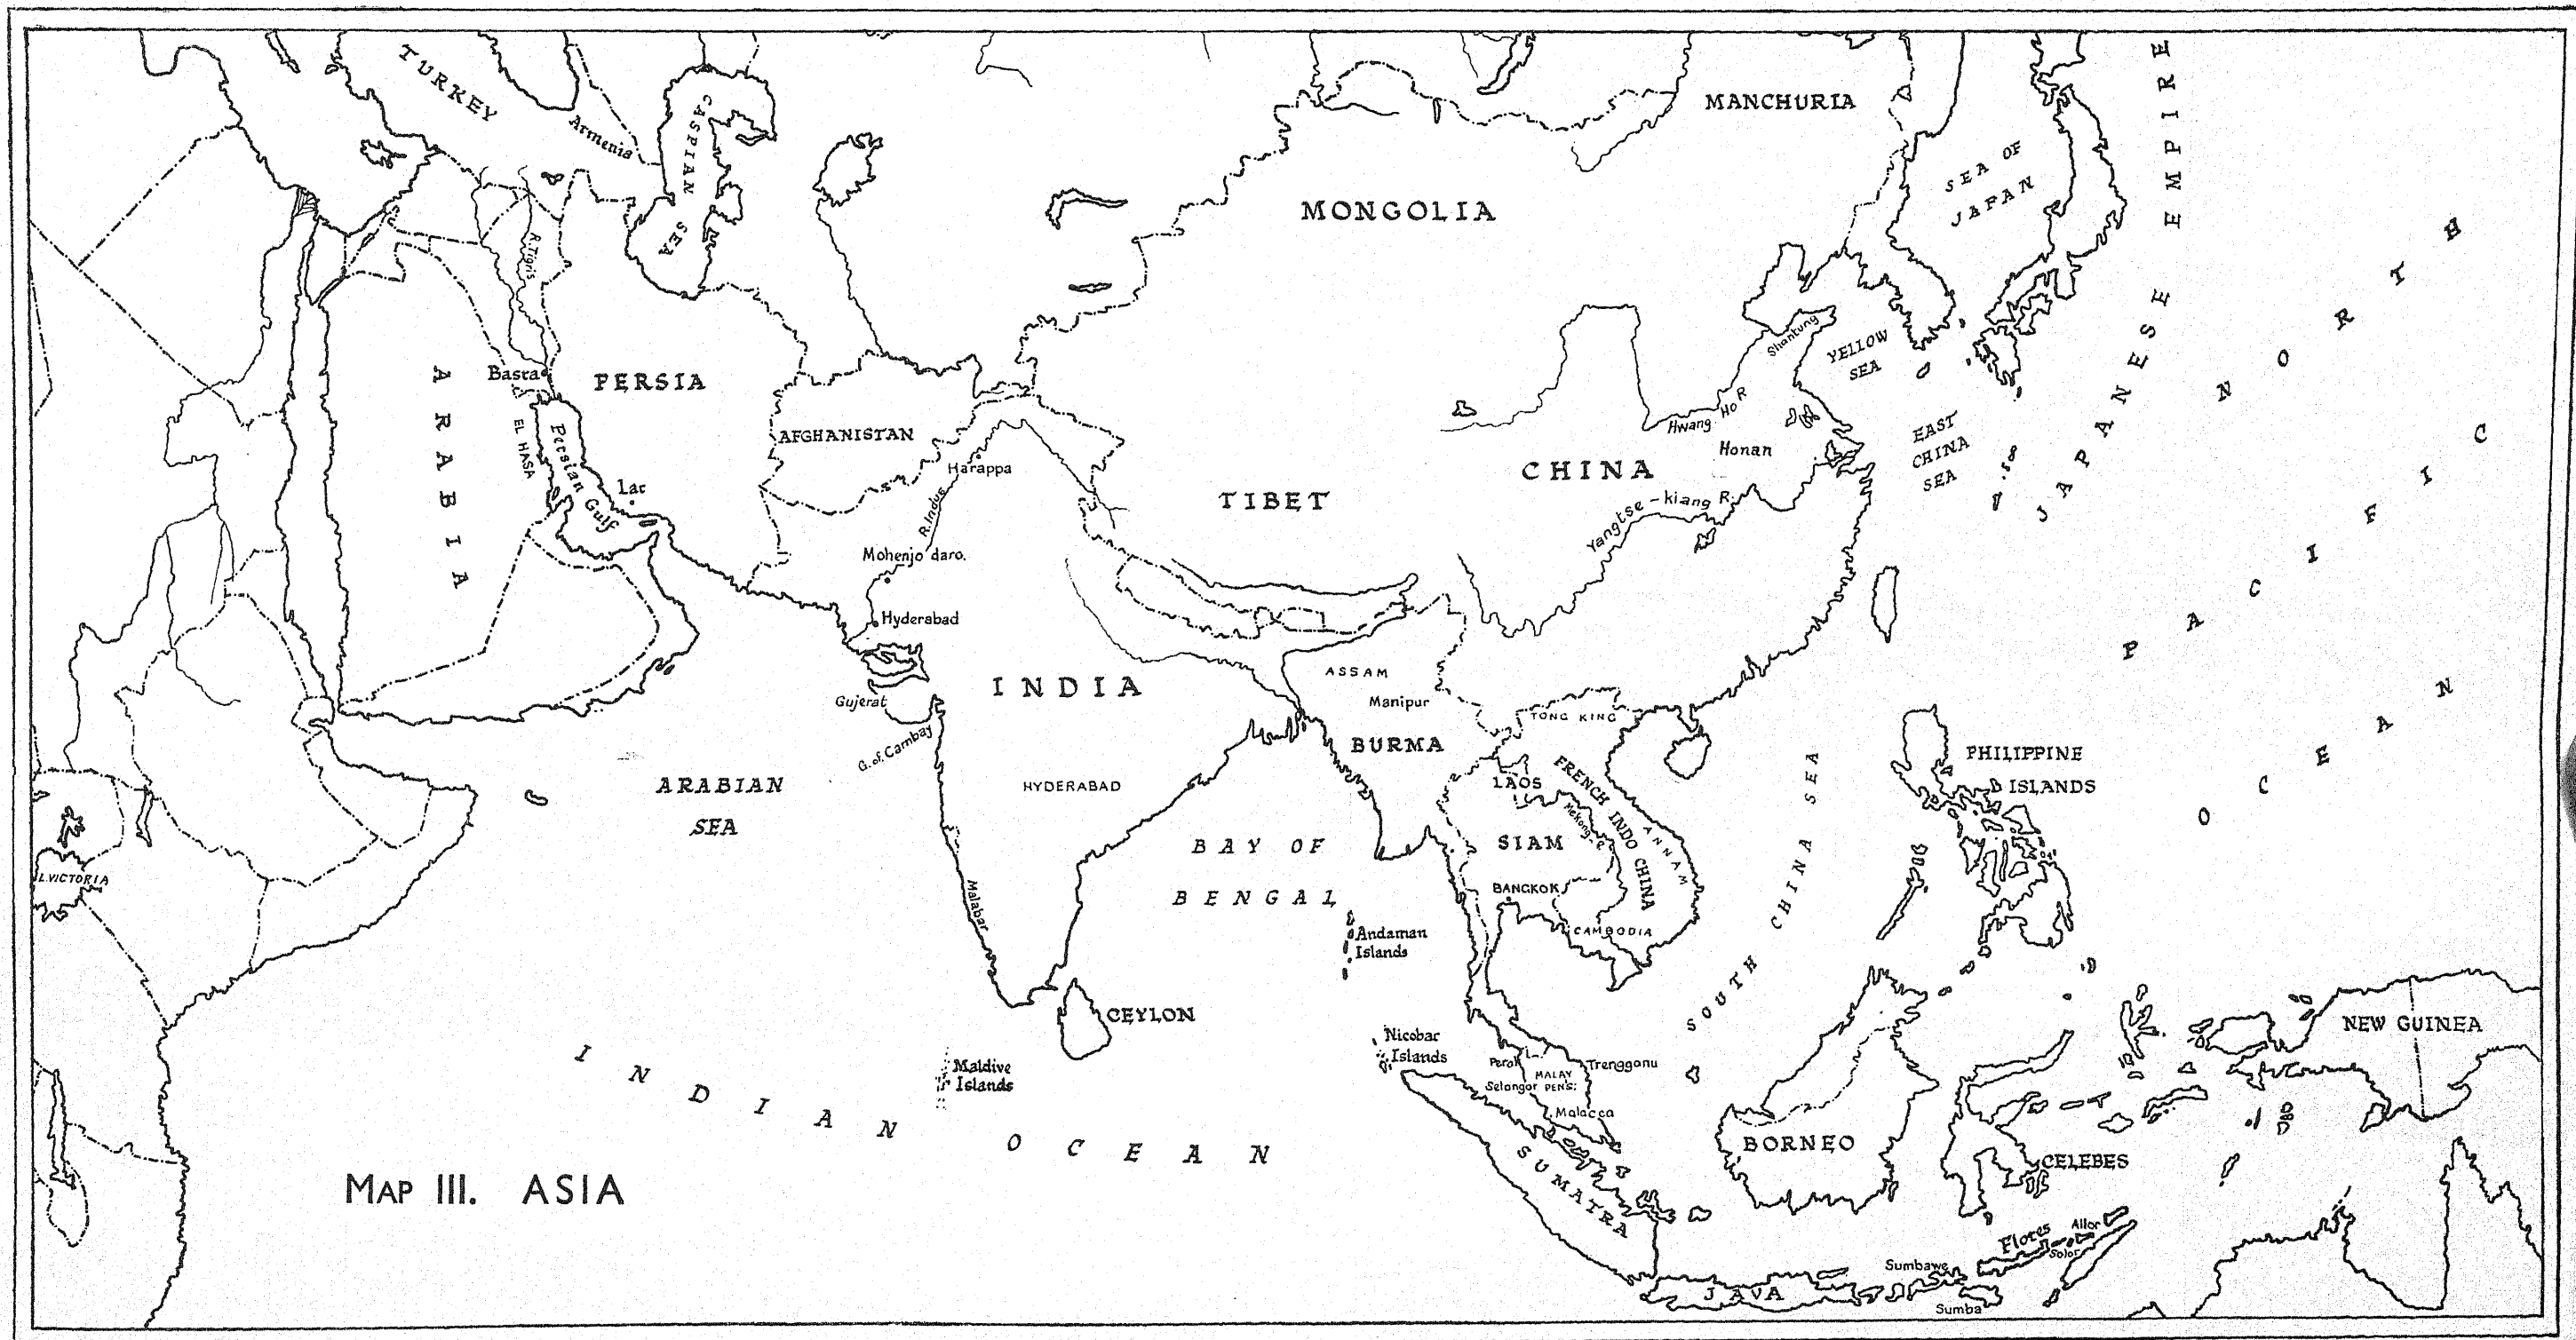 TURKEY
Armenia
CASPIAN
SEA
MANCHURIA
MONGOLIA
SEA OF
JAPAN
JAPANESE EMPIRE
NORTH
PACIFIC
OCEAN
R.Tigris
Basra
PERSIA
ARABIA
EL HASA
Persian Gulf
Lar
AFGHANISTAN
Harappa
R.Indus
Mohenjo daro.
Hyderabad
TIBET
CHINA
Shantung
YELLOW
SEA
Hwang Ho R
Honan
EAST
CHINA
SEA
Yangtse-kiang R.
INDIA
Gujerat
G.of.Cambay
HYDERABAD
Malabar
ASSAM
Manipur
BURMA
TONG KING
LAOS
FRENCH INDO CHINA
Mekong
ANNAM
SIAM
BANGKOK
CAMBODIA
ARABIAN
SEA
BAY OF
BENGAL
Andaman
Islands
SOUTH CHINA SEA
PHILIPPINE
ISLANDS
L.VICTORIA
CEYLON
Maldive
Islands
Nicobar
Islands
Perak
Trengganu
MALAY
PENS:
Selangor
Malacca
INDIAN OCEAN
NEW GUINEA
BORNEO
CELEBES
SUMATRA
Flores
Allor
Solor
Sumbawe
JAVA
Sumba
MAP III. ASIA